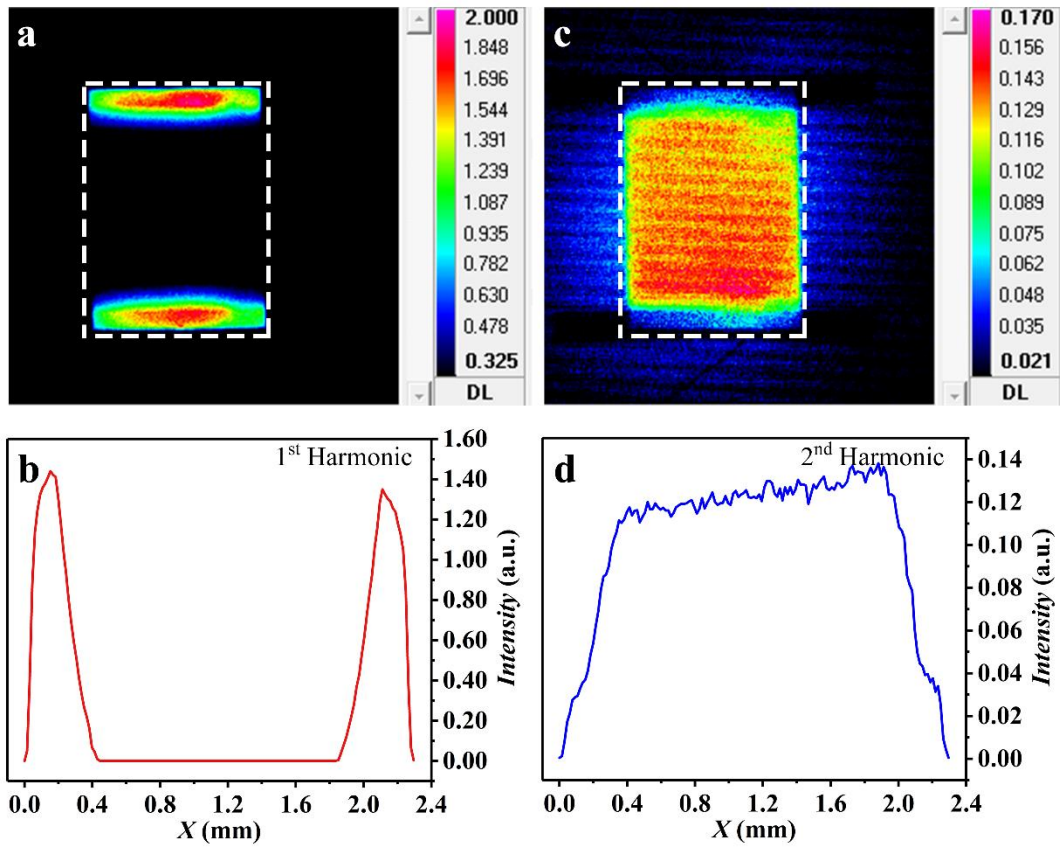 a
2.000
1.848
1.696
1.544
1.391
1.239
1.087
0.935
0.782
0.630
0.478
0.325
DL
c
0.170
0.156
0.143
0.129
0.116
0.102
0.089
0.075
0.062
0.048
0.035
0.021
DL
b
1st Harmonic
1.60
1.40
1.20
1.00
0.80
0.60
0.40
0.20
0.00
Intensity (a.u.)
0.0 0.4 0.8 1.2 1.6 2.0 2.4
X (mm)
d
2nd Harmonic
0.14
0.12
0.10
0.08
0.06
0.04
0.02
0.00
Intensity (a.u.)
0.0 0.4 0.8 1.2 1.6 2.0 2.4
X (mm)